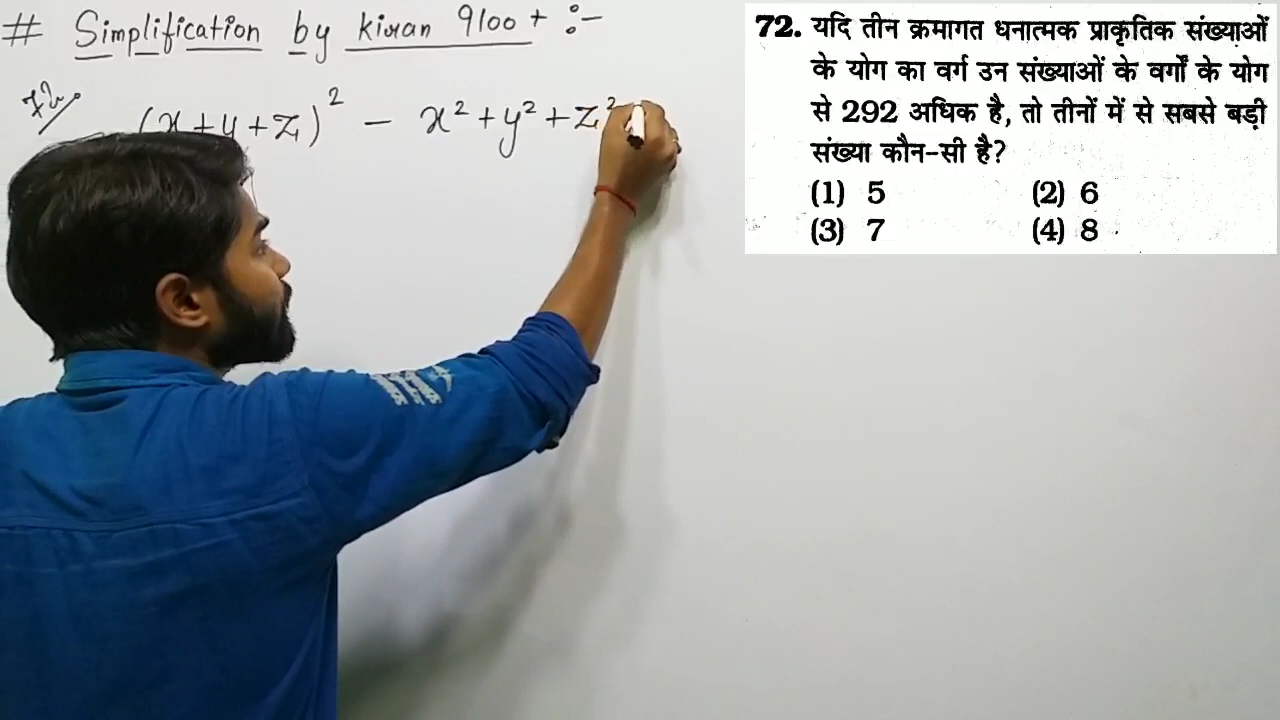 # Simplification by kiran 9100 + :-
72.
(x + y + z)² - x² + y² + z²
72. यदि तीन क्रमागत धनात्मक प्राकृतिक संख्याओं
के योग का वर्ग उन संख्याओं के वर्गों के योग
से 292 अधिक है, तो तीनों में से सबसे बड़ी
संख्या कौन-सी है?
(1) 5 (2) 6
(3) 7 (4) 8